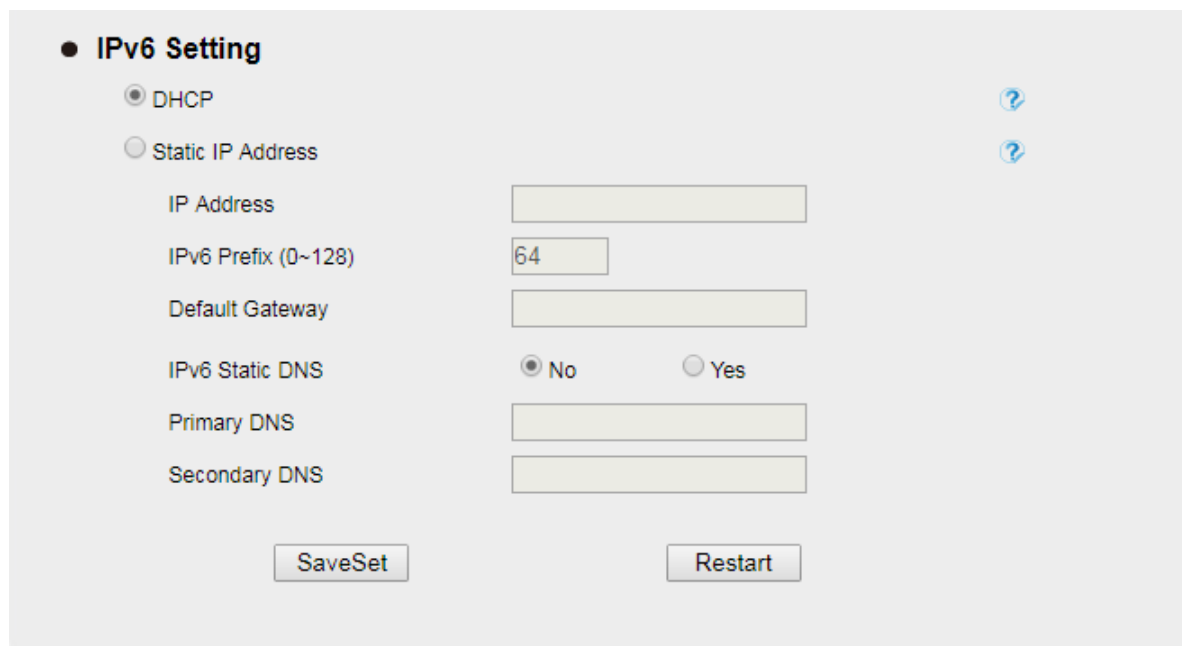 IPv6 Setting
DHCP
Static IP Address
IP Address
IPv6 Prefix (0~128) 64
Default Gateway
IPv6 Static DNS No Yes
Primary DNS
Secondary DNS
SaveSet Restart